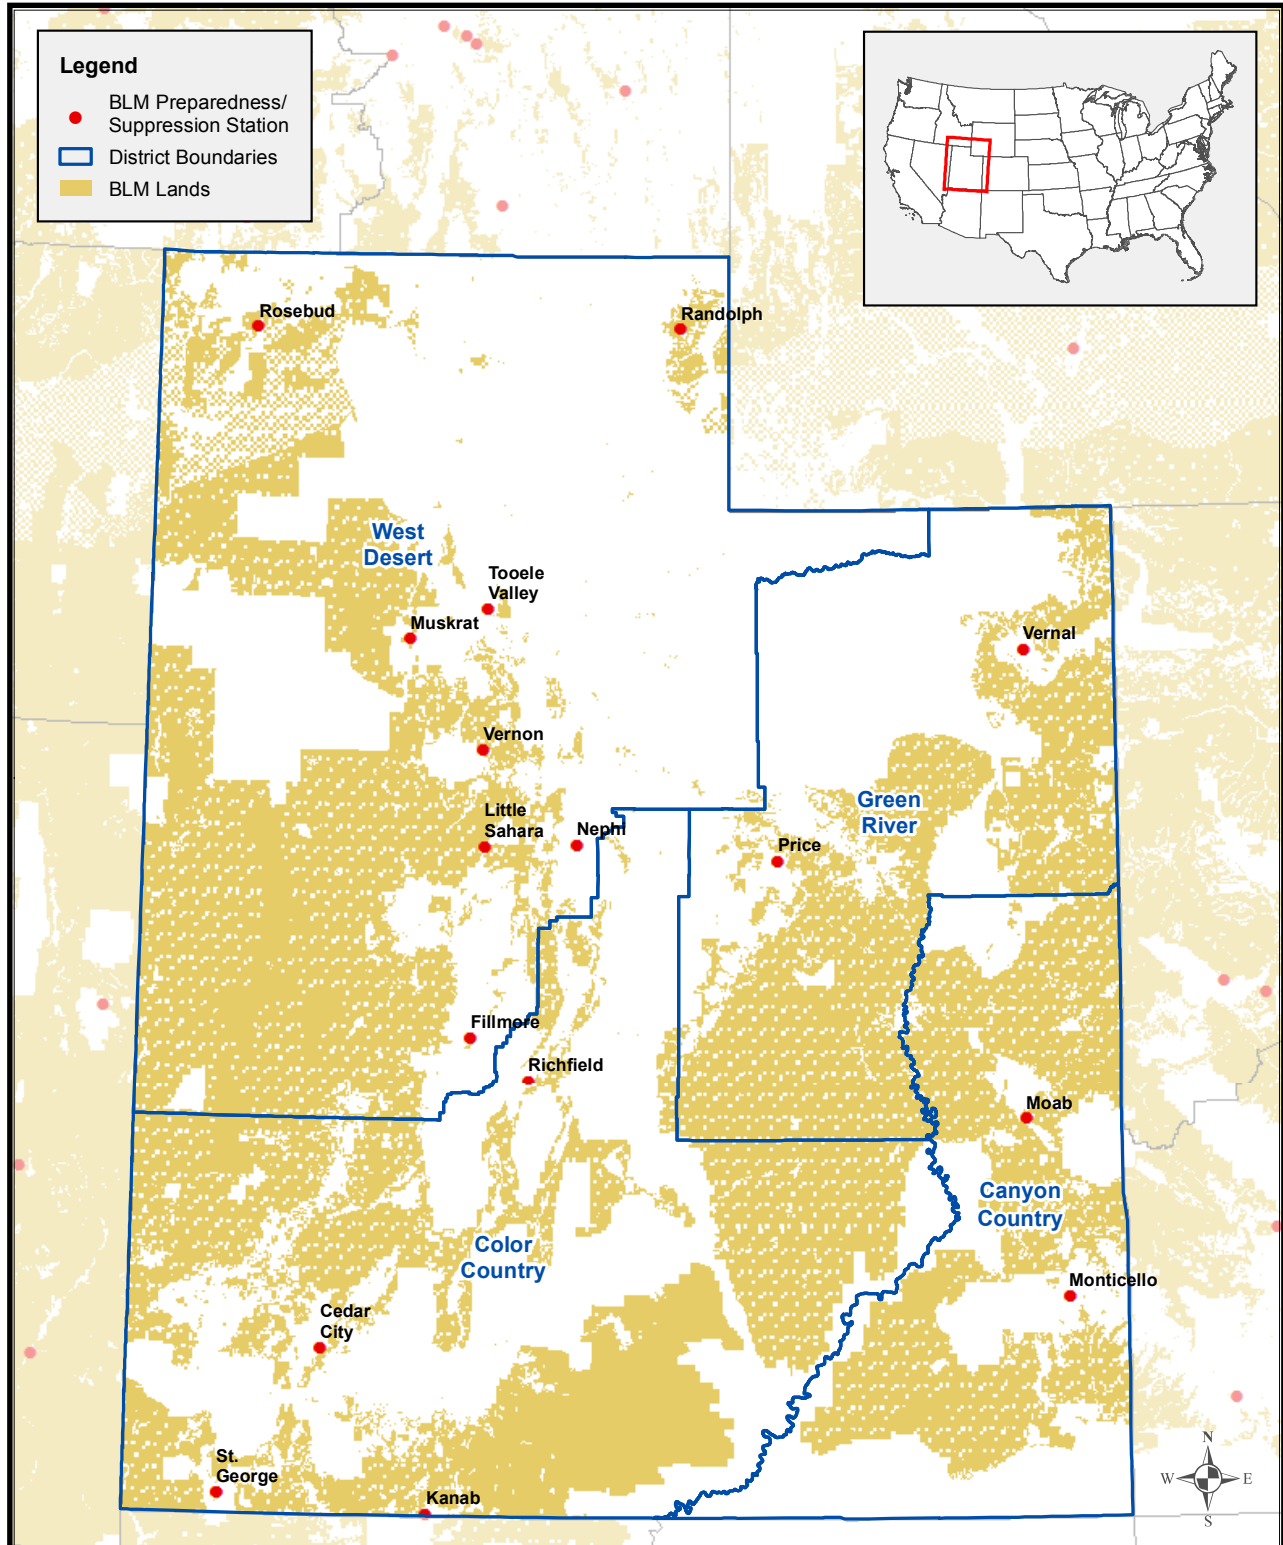 Legend
BLM Preparedness/
Suppression Station
District Boundaries
BLM Lands
Rosebud
Randolph
West
Desert
Tooele
Valley
Muskrat
Vernal
Vernon
Little
Sahara
Nephi
Green
River
Price
Fillmore
Richfield
Moab
Canyon
Country
Color
Country
Monticello
Cedar
City
St.
George
Kanab
N
W E
S